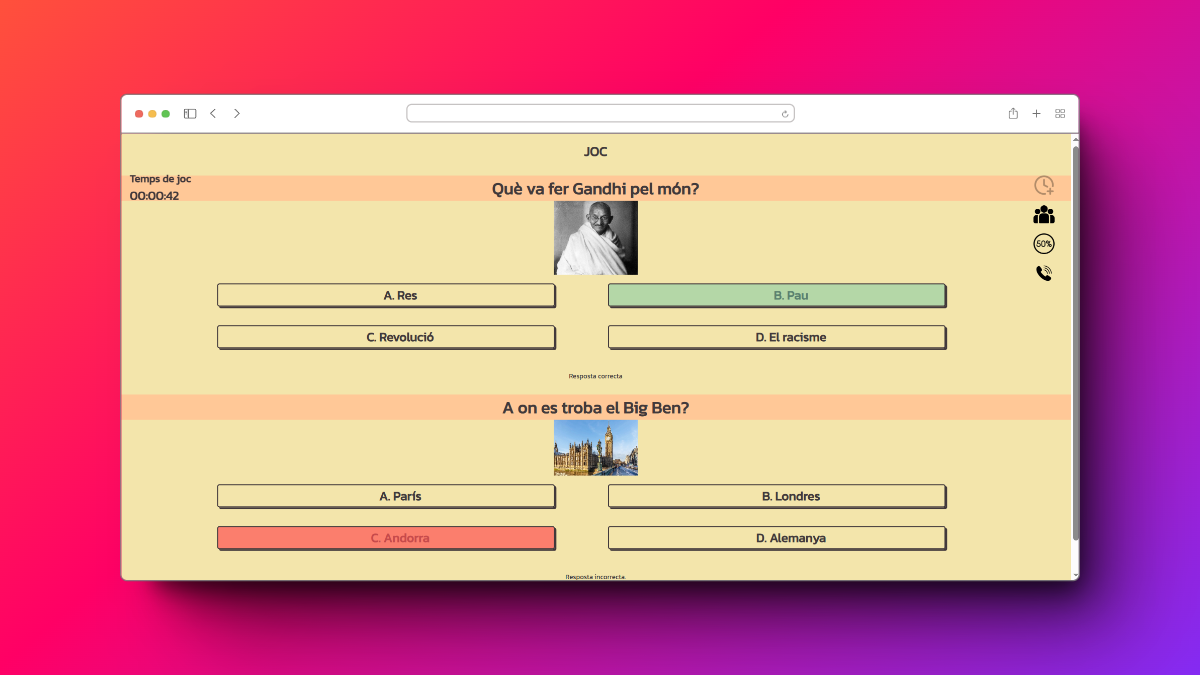 JOC
Temps de joc
00:00:42
Què va fer Gandhi pel món?
50%
A. Res
B. Pau
C. Revolució
D. El racisme
Resposta correcta
A on es troba el Big Ben?
A. París
B. Londres
C. Andorra
D. Alemanya
Resposta incorrecta.